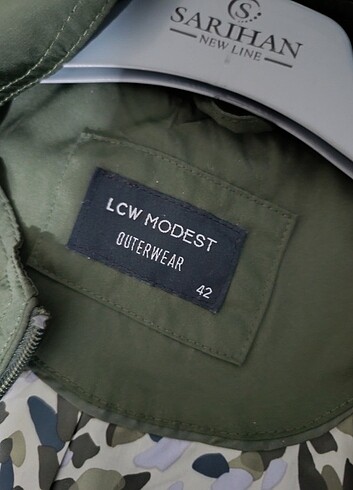 S
SARIHAN
NEW LINE
LCW MODEST
OUTERWEAR
42